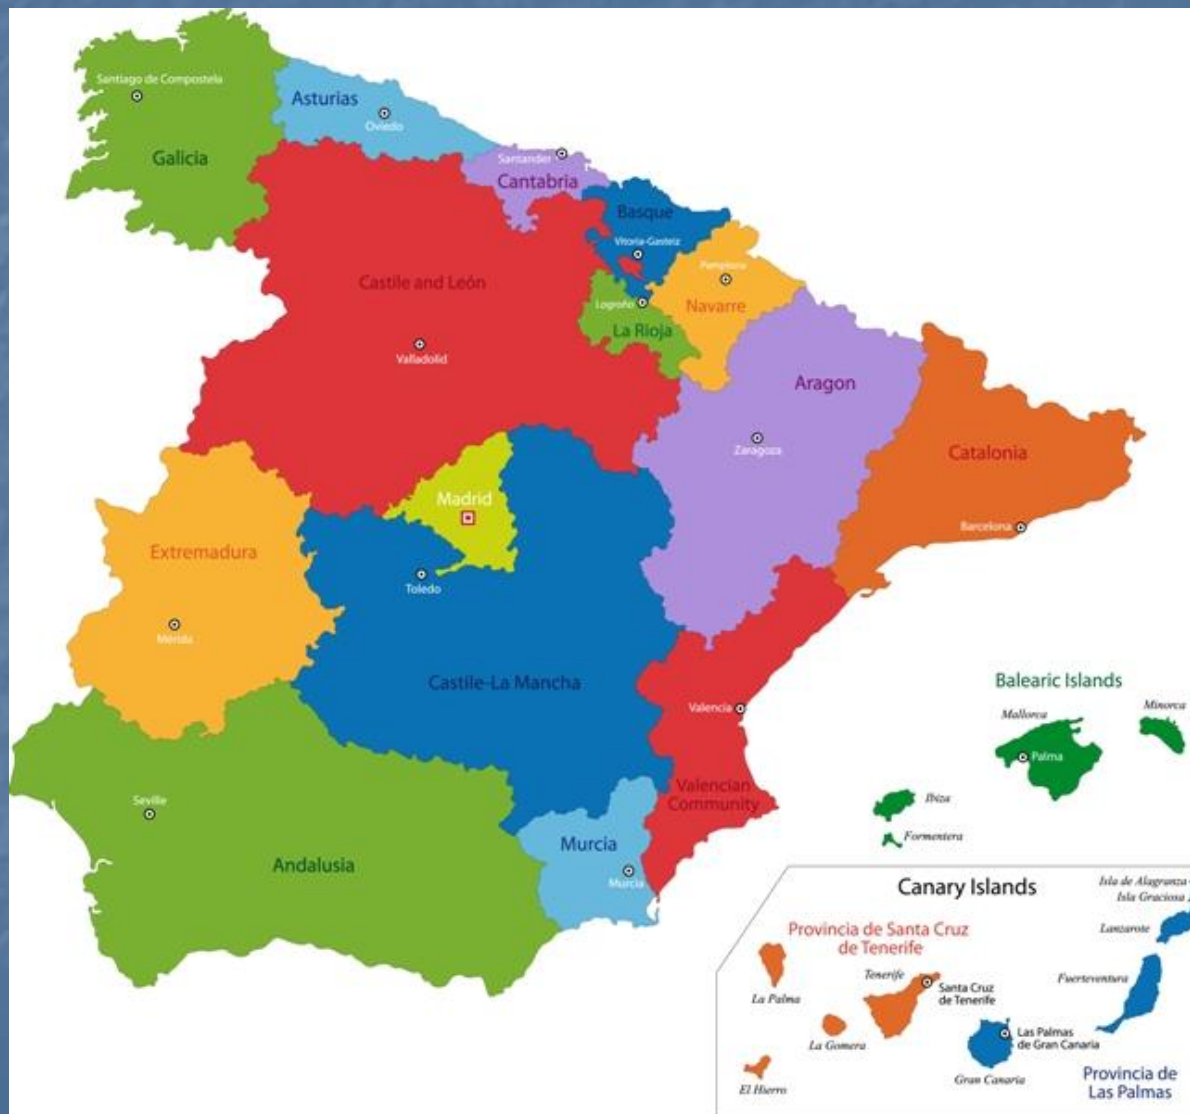 Santiago de Compostela
Galicia
Asturias
Oviedo
Santander
Cantabria
Basque
Vitoria-Gasteiz
Pamplona
Navarre
Logroño
La Rioja
Castile and León
Valladolid
Aragon
Zaragoza
Catalonia
Barcelona
Madrid
Extremadura
Mérida
Toledo
Castile-La Mancha
Valencia
Valencian
Community
Balearic Islands
Mallorca
Minorca
Palma
Ibiza
Formentera
Seville
Andalusia
Murcia
Murcia
Canary Islands
Isla de Alagranza
Isla Graciosa
Lanzarote
Provincia de Santa Cruz
de Tenerife
Tenerife
Fuerteventura
La Palma
Santa Cruz
de Tenerife
La Gomera
Las Palmas
de Gran Canaria
El Hierro
Gran Canaria
Provincia de
Las Palmas